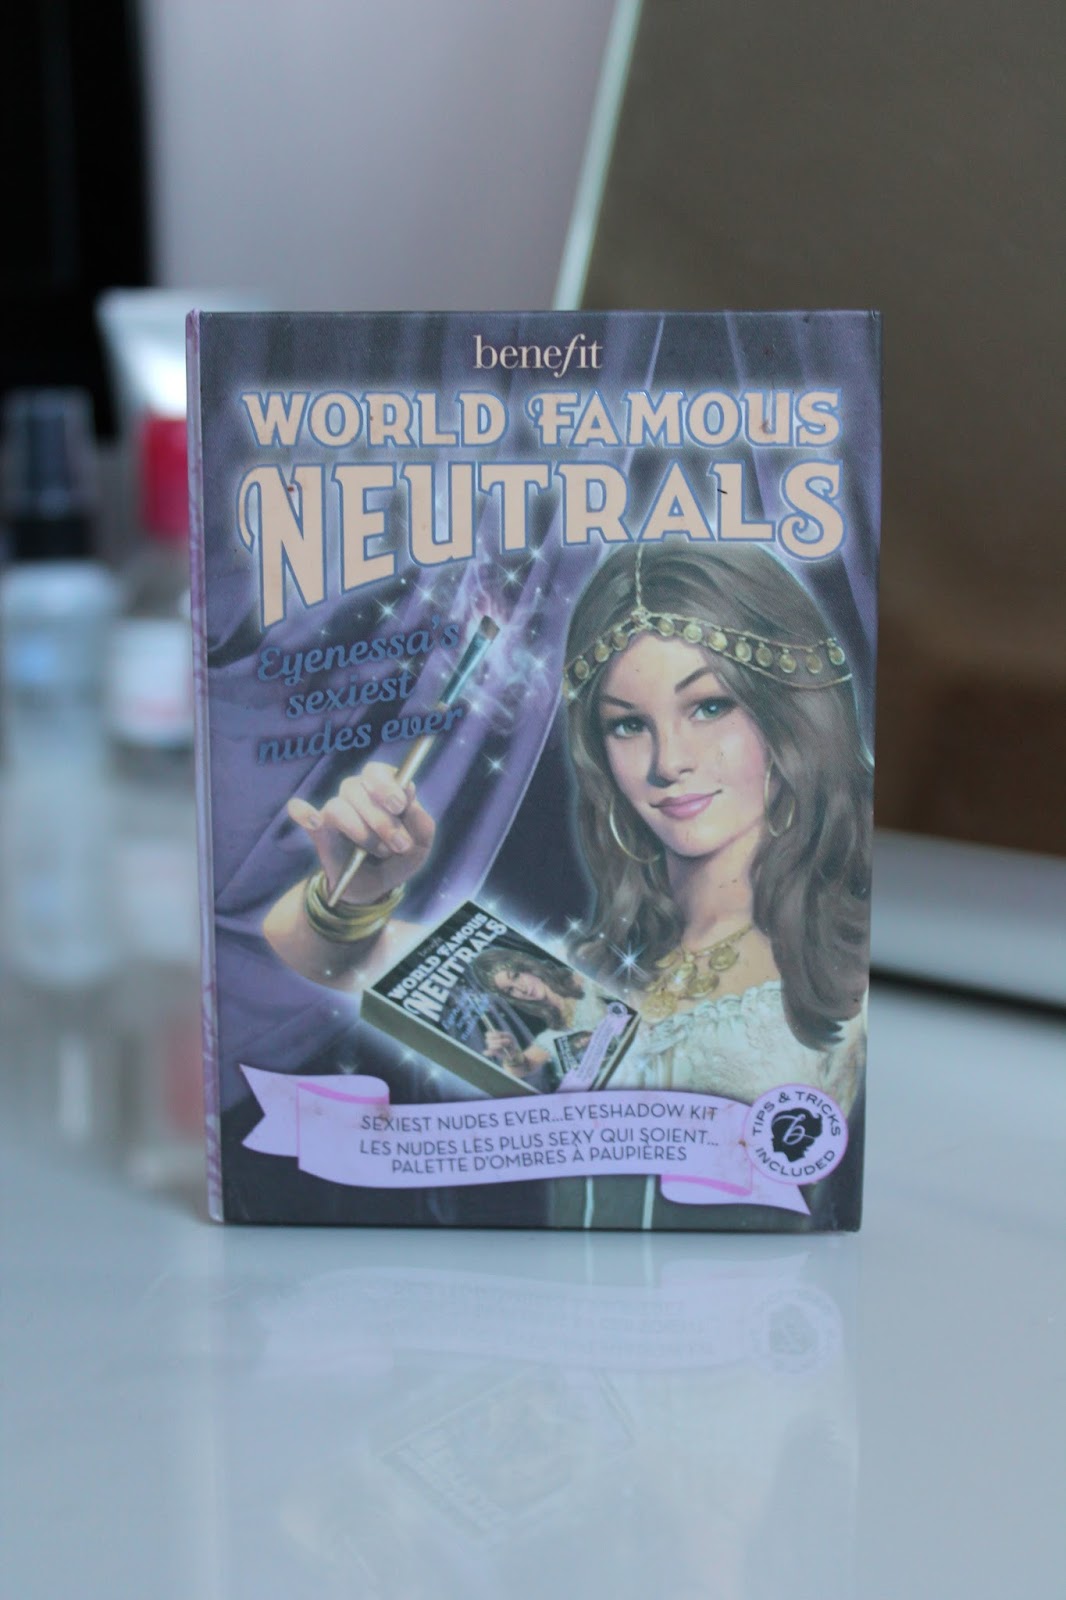 benefit
WORLD FAMOUS
NEUTRALS
Eyenessa's
sexiest
nudes ever
WORLD FAMOUS
NEUTRALS
SEXIEST NUDES EVER...EYESHADOW KIT
LES NUDES LES PLUS SEXY QUI SOIENT...
PALETTE D'OMBRES À PAUPIÈRES
TIPS & TRICKS
b
INCLUDED